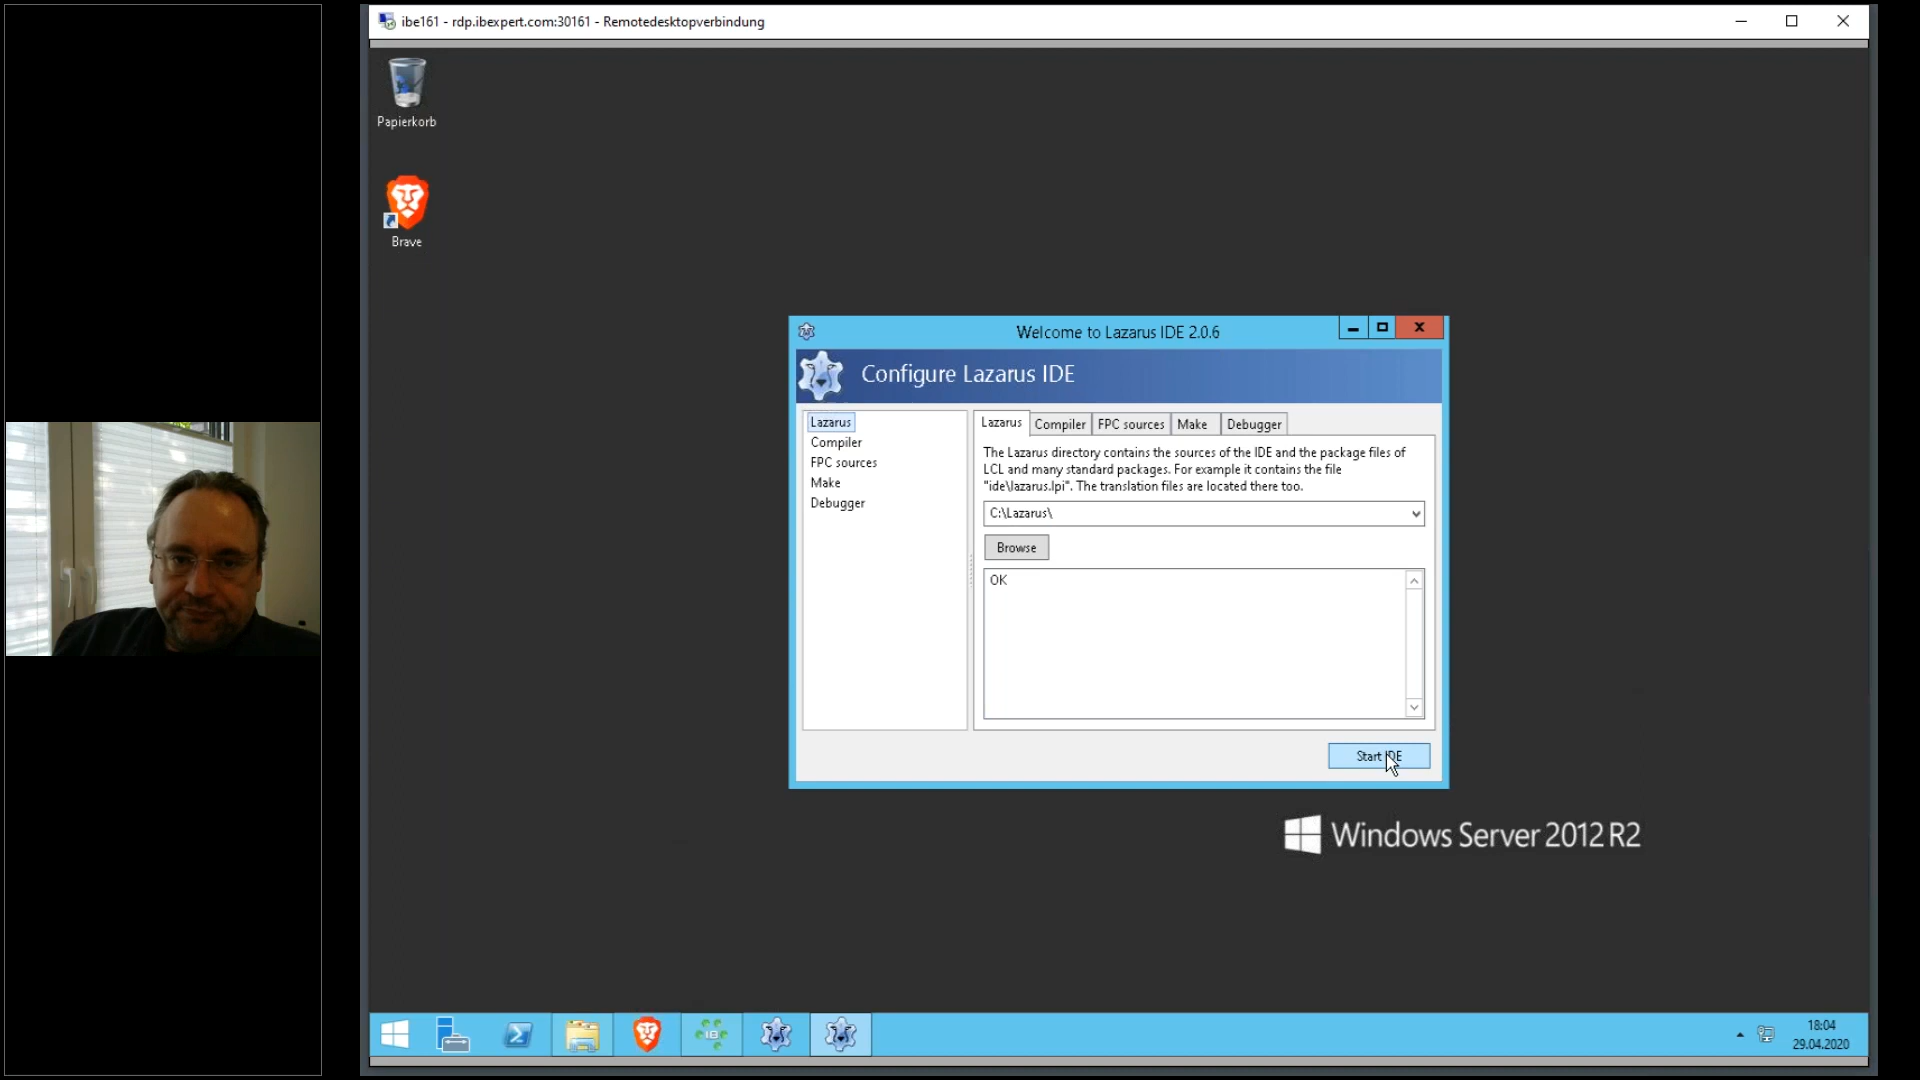 ibe161 - rdp.ibexpert.com:30161 - Remotedesktopverbindung
Papierkorb
Brave
Welcome to Lazarus IDE 2.0.6
Configure Lazarus IDE
Lazarus
Compiler
FPC sources
Make
Debugger
Lazarus Compiler FPC sources Make Debugger
The Lazarus directory contains the sources of the IDE and the package files of
LCL and many standard packages. For example it contains the file
"ide\lazarus.lpi". The translation files are located there too.
C:\Lazarus\
Browse
OK
Start IDE
Windows Server 2012 R2
IB
18:04
29.04.2020